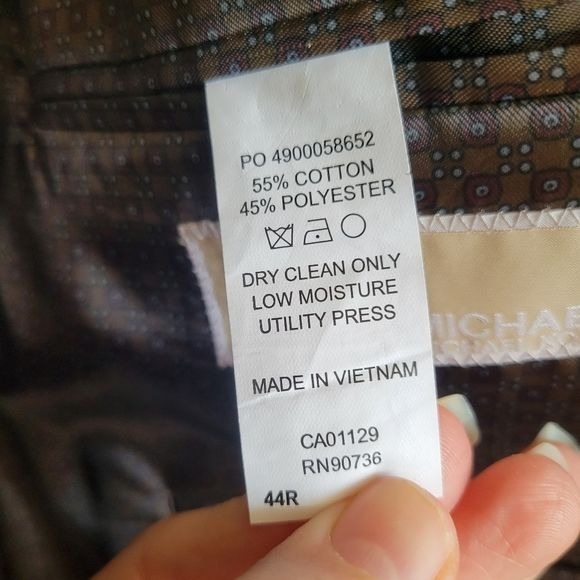 PO 4900058652
55% COTTON
45% POLYESTER
DRY CLEAN ONLY
LOW MOISTURE
UTILITY PRESS
MADE IN VIETNAM
CA01129
RN90736
44R